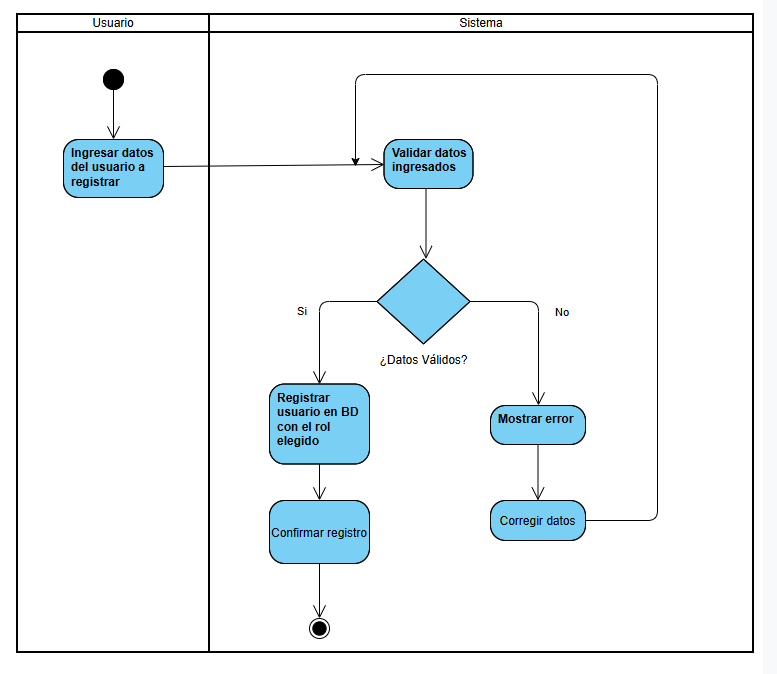 Usuario
Sistema
Ingresar datos
del usuario a
registrar
Validar datos
ingresados
Si
No
¿Datos Válidos?
Registrar
usuario en BD
con el rol
elegido
Mostrar error
Confirmar registro
Corregir datos